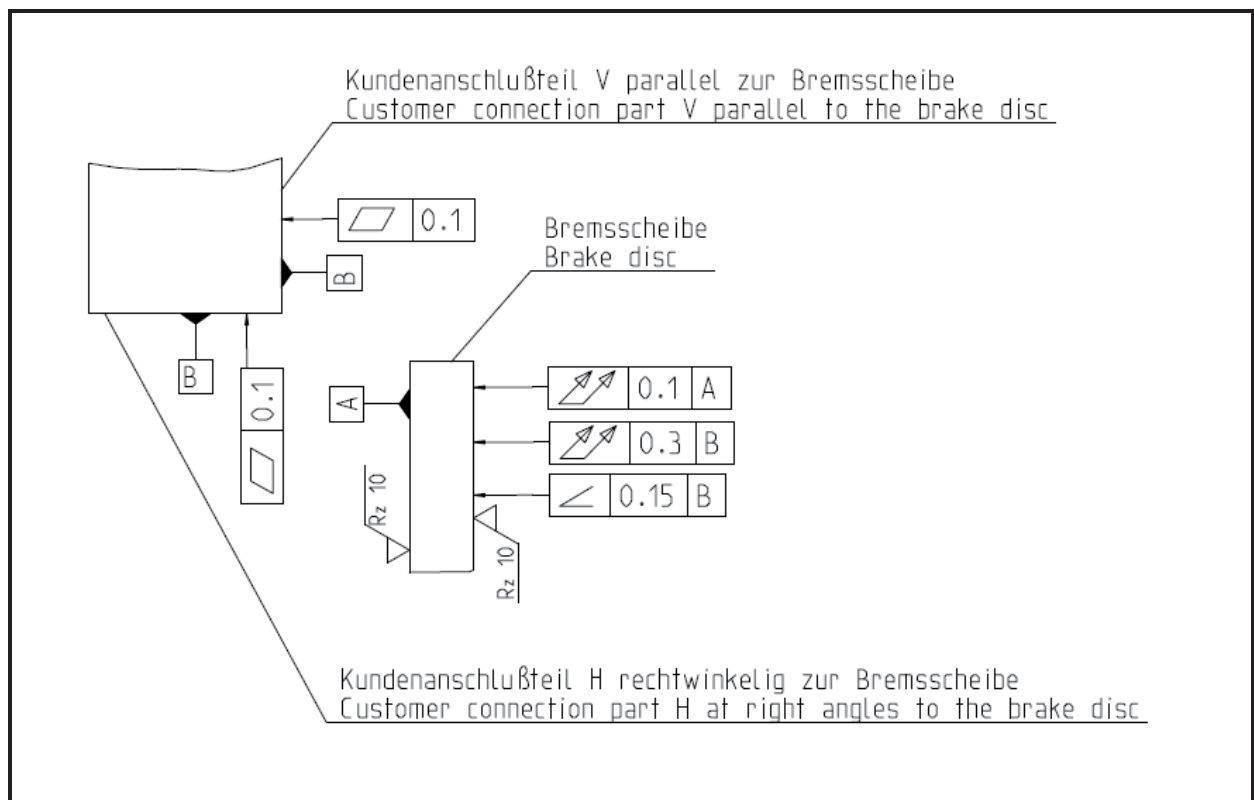 Kundenanschlußteil V parallel zur Bremsscheibe
Customer connection part V parallel to the brake disc
0.1
Bremsscheibe
Brake disc
B
B
0.1
A
0.1 A
0.3 B
0.15 B
Rz 10
Rz 10
Kundenanschlußteil H rechtwinkelig zur Bremsscheibe
Customer connection part H at right angles to the brake disc